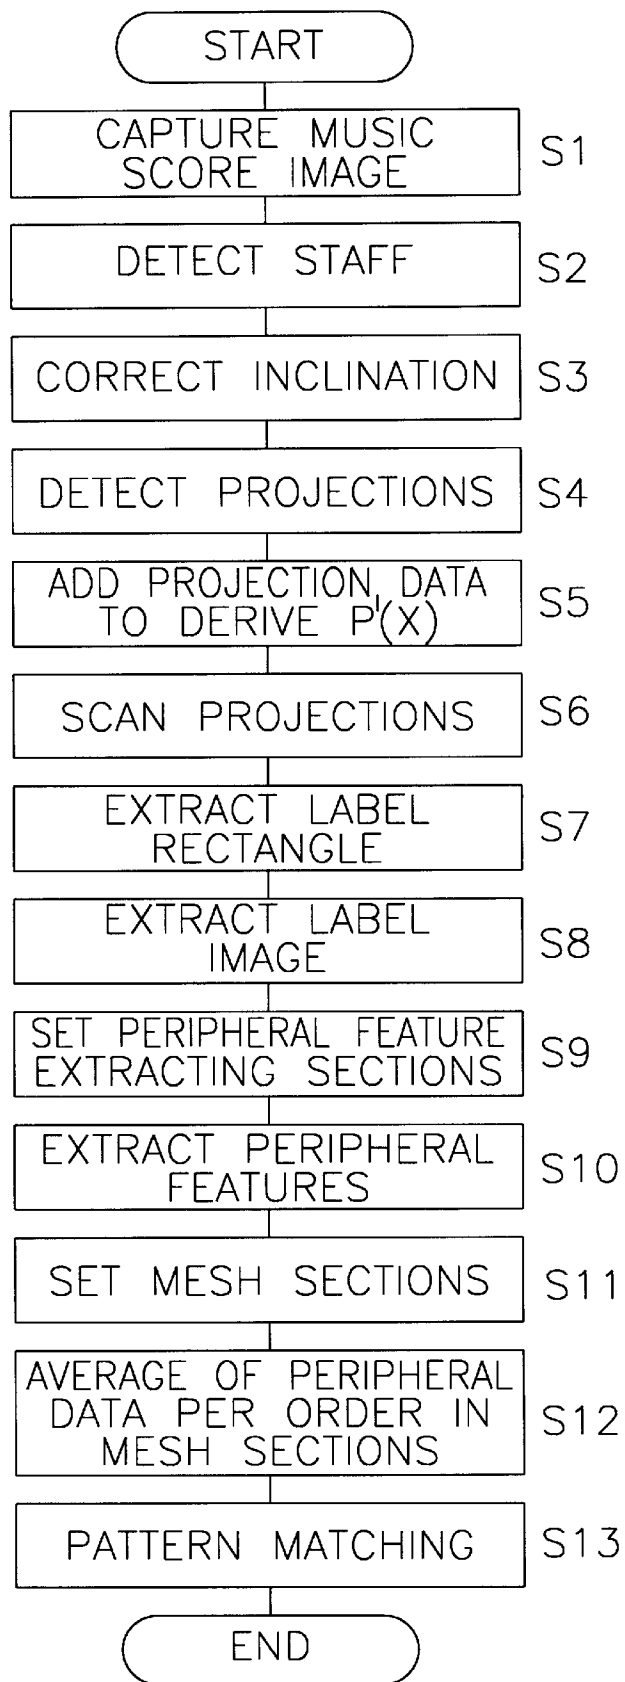 START
CAPTURE MUSIC
SCORE IMAGE
S1
DETECT STAFF
S2
CORRECT INCLINATION
S3
DETECT PROJECTIONS
S4
ADD PROJECTION DATA
TO DERIVE P'(X)
S5
SCAN PROJECTIONS
S6
EXTRACT LABEL
RECTANGLE
S7
EXTRACT LABEL
IMAGE
S8
SET PERIPHERAL FEATURE
EXTRACTING SECTIONS
S9
EXTRACT PERIPHERAL
FEATURES
S10
SET MESH SECTIONS
S11
AVERAGE OF PERIPHERAL
DATA PER ORDER IN
MESH SECTIONS
S12
PATTERN MATCHING
S13
END